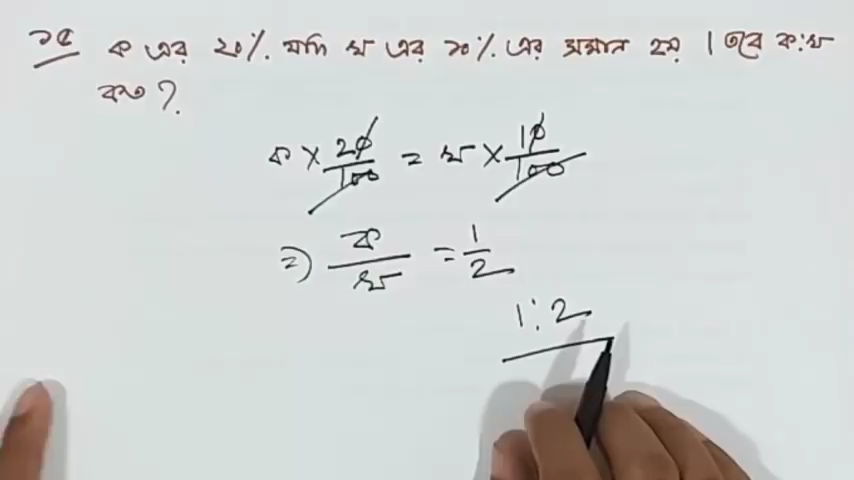 ১৫ ক এর ২০% যদি খ এর ১০% এর সমান হয় । তবে ক:খ
কত ?
ক × 20/100 = খ × 10/100
⇒ ক/খ = 1/2
1:2